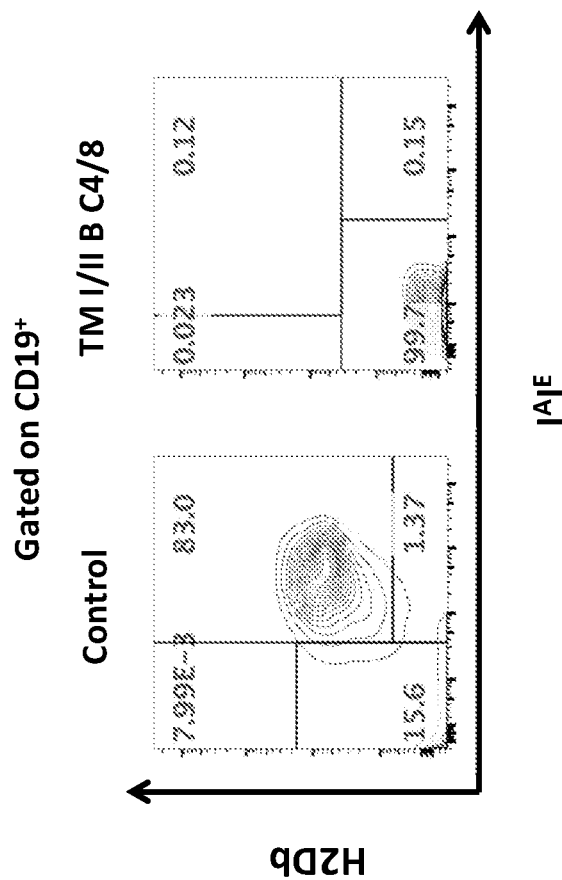 Gated on CD19⁺
Control
TM I/II B C4/8
7.99E-3
83.0
15.6
1.37
0.023
0.12
99.7
0.15
H2Db
IAIE